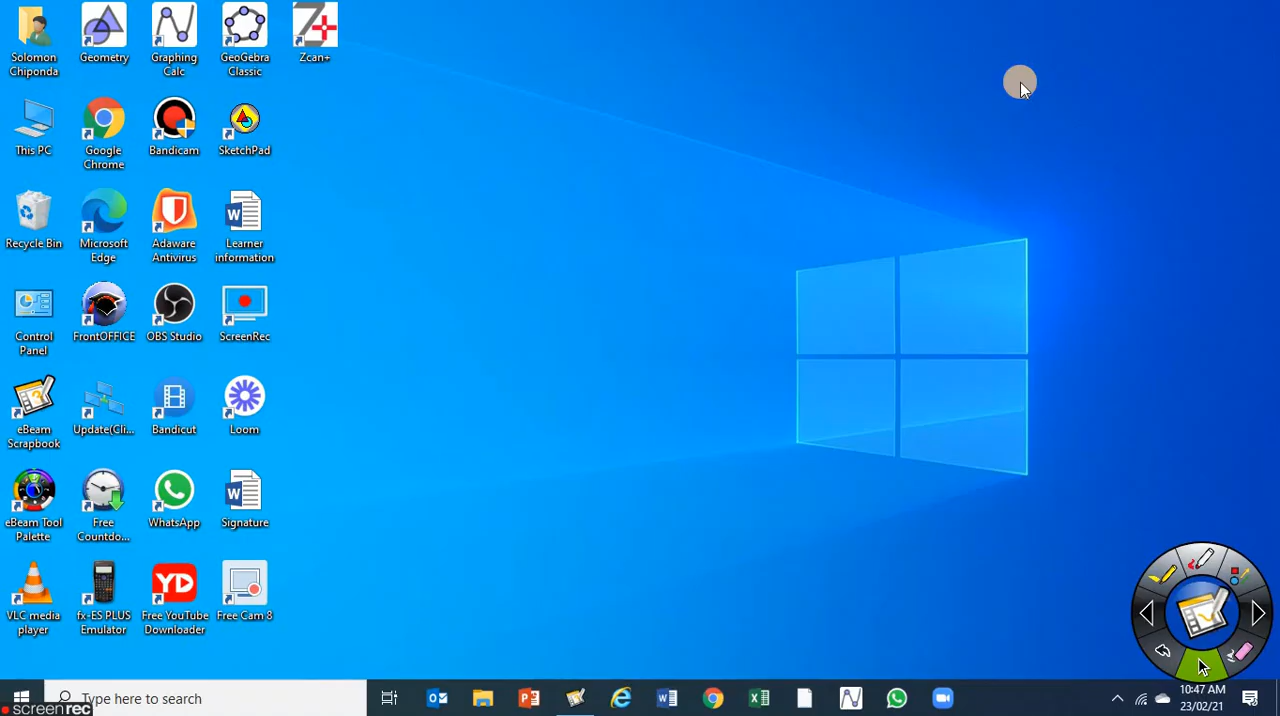 Solomon
Chiponda
Geometry
Graphing
Calc
GeoGebra
Classic
Zcan+
This PC
Google
Chrome
Bandicam
SketchPad
Recycle Bin
Microsoft
Edge
Adaware
Antivirus
Learner
information
Control
Panel
FrontOFFICE
OBS Studio
ScreenRec
eBeam
Scrapbook
Update(Cli...
Bandicut
Loom
eBeam Tool
Palette
Free
Countdo...
WhatsApp
Signature
VLC media
player
fx-ES PLUS
Emulator
YD
Free YouTube
Downloader
Free Cam 8
Type here to search
screenrec
10:47 AM
23/02/21